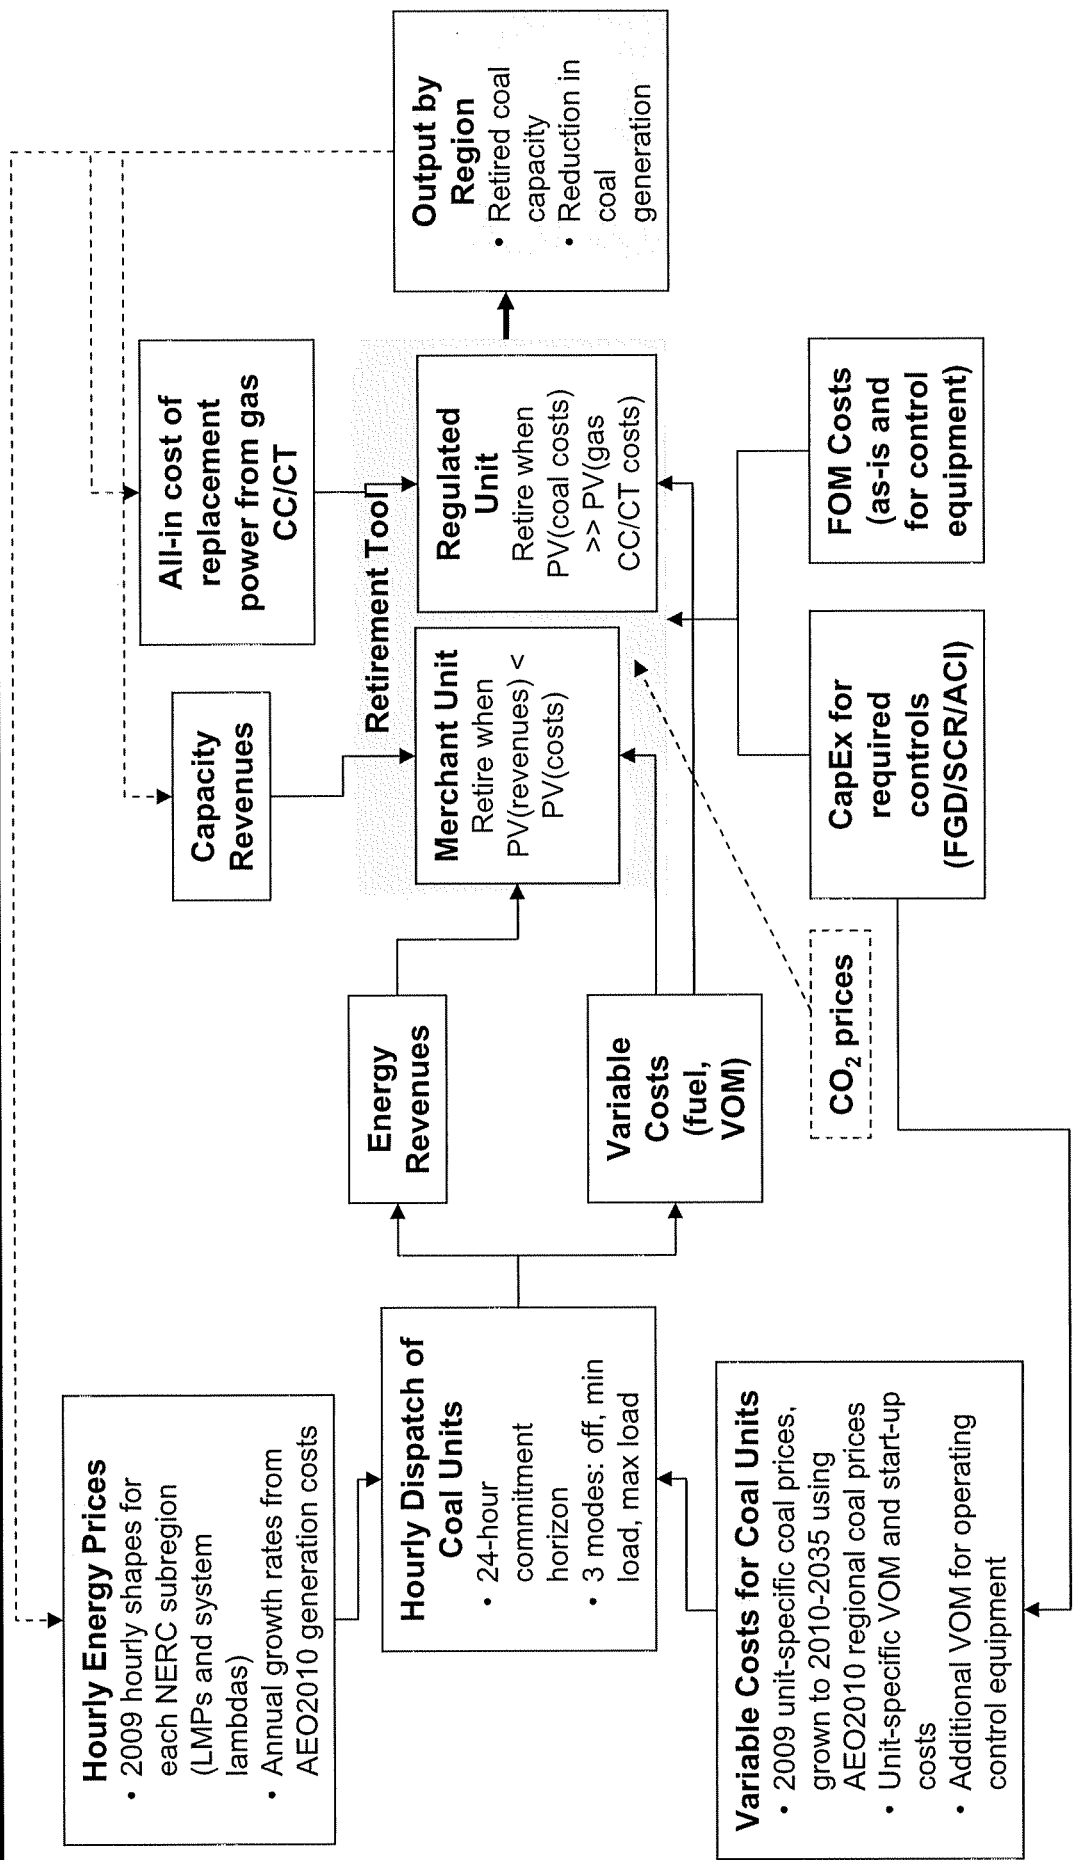 Hourly Energy Prices
• 2009 hourly shapes for
each NERC subregion
(LMPs and system
lambdas)
• Annual growth rates from
AEO2010 generation costs
Hourly Dispatch of
Coal Units
• 24-hour
commitment
horizon
• 3 modes: off, min
load, max load
Variable Costs for Coal Units
• 2009 unit-specific coal prices,
grown to 2010-2035 using
AEO2010 regional coal prices
• Unit-specific VOM and start-up
costs
• Additional VOM for operating
control equipment
Energy
Revenues
Variable
Costs
(fuel,
VOM)
CO₂ prices
Capacity
Revenues
All-in cost of
replacement
power from gas
CC/CT
Retirement Tool
Merchant Unit
Retire when
PV(revenues) <
PV(costs)
Regulated
Unit
Retire when
PV(coal costs)
>> PV(gas
CC/CT costs)
CapEx for
required
controls
(FGD/SCR/ACI)
FOM Costs
(as-is and
for control
equipment)
Output by
Region
• Retired coal
capacity
• Reduction in
coal
generation